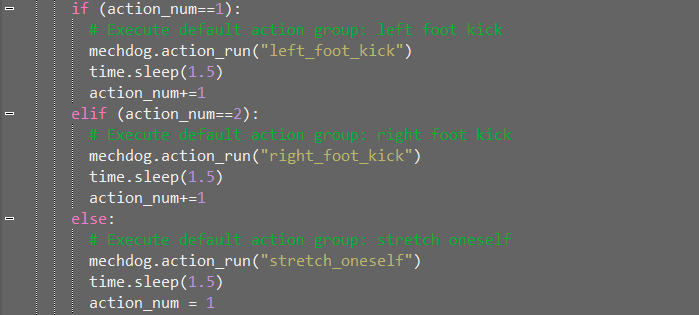 if (action_num==1):
# Execute default action group: left foot kick
mechdog.action_run("left_foot_kick")
time.sleep(1.5)
action_num+=1
elif (action_num==2):
# Execute default action group: right foot kick
mechdog.action_run("right_foot_kick")
time.sleep(1.5)
action_num+=1
else:
# Execute default action group: stretch oneself
mechdog.action_run("stretch_oneself")
time.sleep(1.5)
action_num = 1